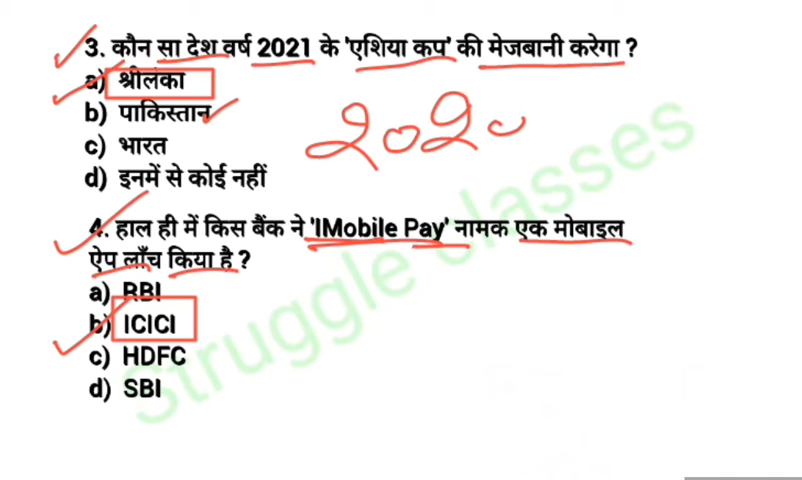 3. कौन सा देश वर्ष 2021 के 'एशिया कप' की मेजबानी करेगा ?
a) श्रीलंका
b) पाकिस्तान
२०२०
c) भारत
d) इनमें से कोई नहीं
4. हाल ही में किस बैंक ने 'IMobile Pay' नामक एक मोबाइल
ऐप लाँच किया है ?
a) RBI
b) ICICI
c) HDFC
d) SBI
Struggle classes